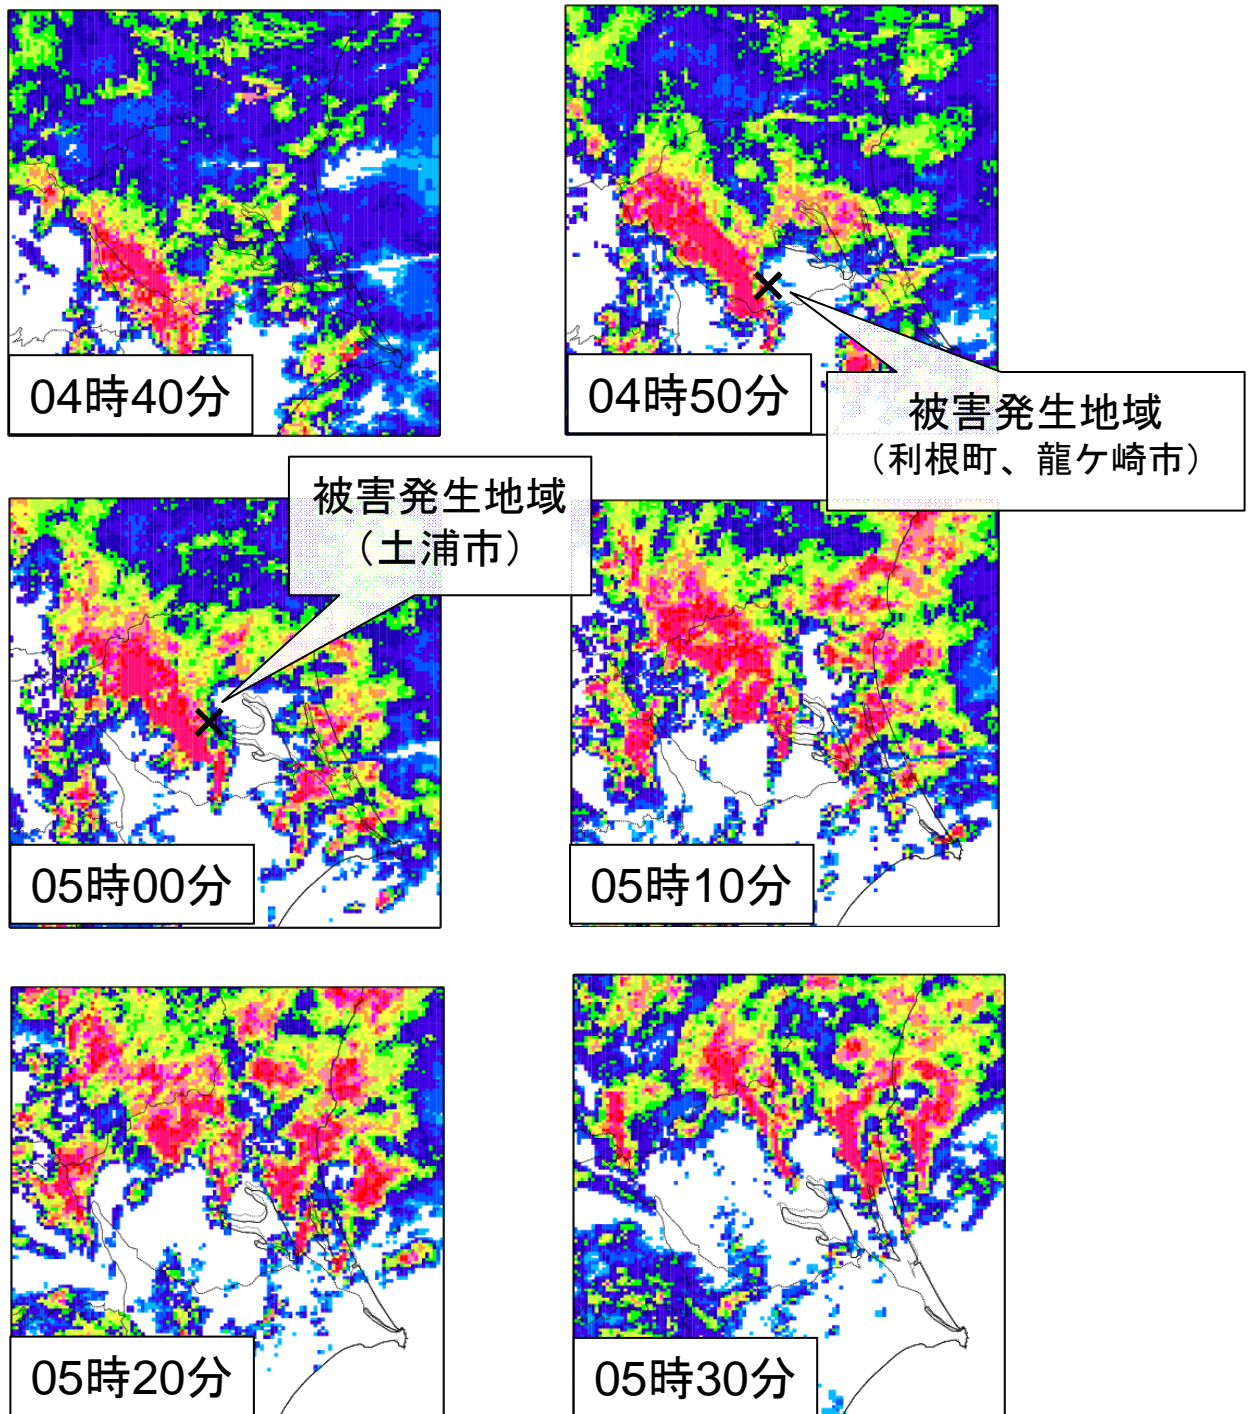 04時40分
04時50分
被害発生地域
（利根町、龍ケ崎市）
被害発生地域
（土浦市）
05時00分
05時10分
05時20分
05時30分